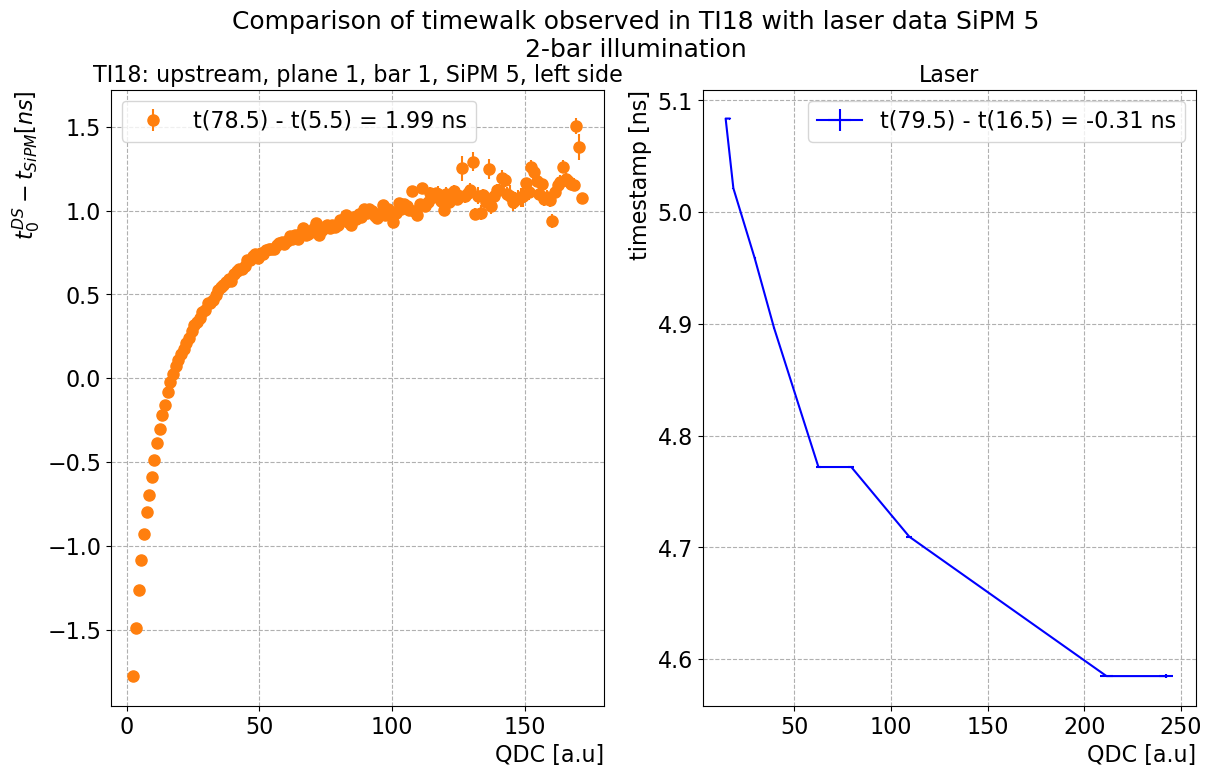 Comparison of timewalk observed in TI18 with laser data SiPM 5
2-bar illumination
TI18: upstream, plane 1, bar 1, SiPM 5, left side
t(78.5) - t(5.5) = 1.99 ns
t_0^{DS} − t_{SiPM}[ns]
1.5
1.0
0.5
0.0
−0.5
−1.0
−1.5
0 50 100 150
QDC [a.u]
Laser
t(79.5) - t(16.5) = -0.31 ns
timestamp [ns]
5.1
5.0
4.9
4.8
4.7
4.6
50 100 150 200 250
QDC [a.u]